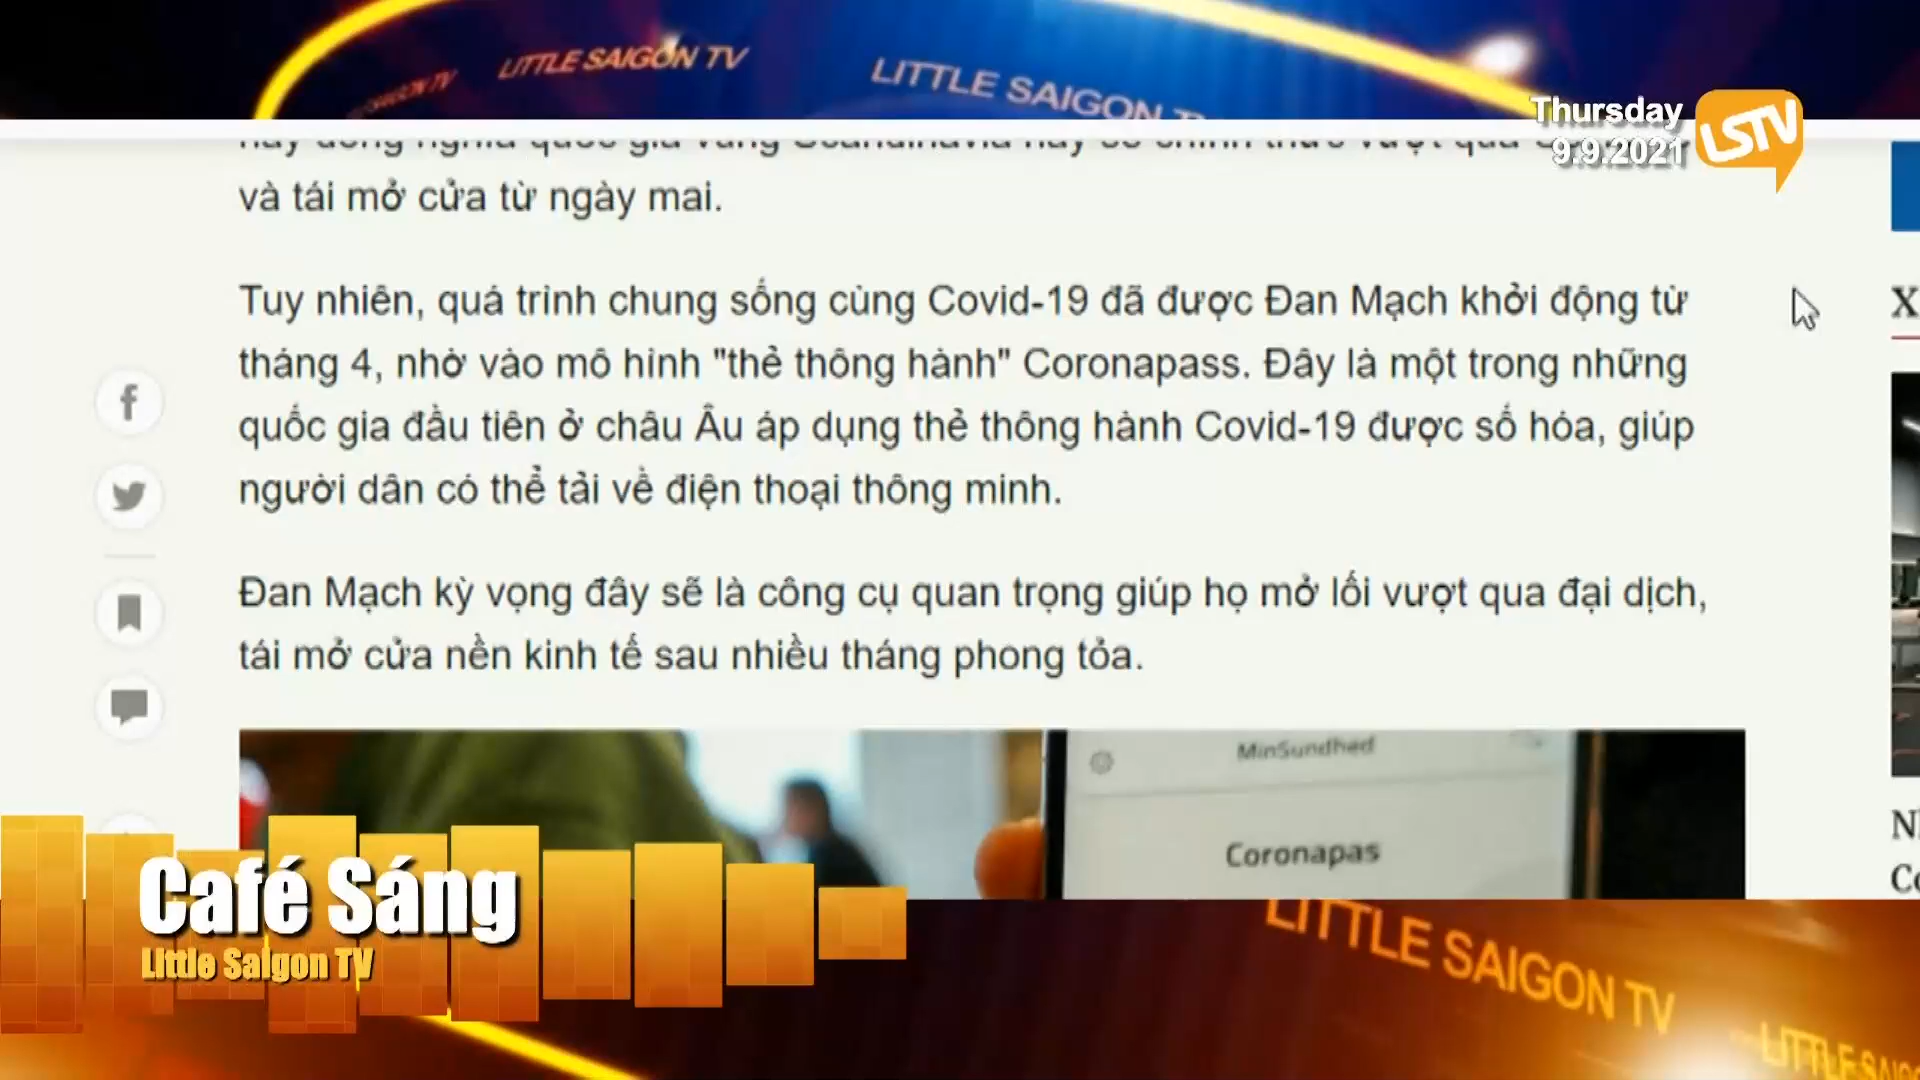 LITTLE SAIGON TV
LITTLE SAIGON TV
Thursday
9.9.2021
LSTV
và tái mở cửa từ ngày mai.
Tuy nhiên, quá trình chung sống cùng Covid-19 đã được Đan Mạch khởi động từ
tháng 4, nhờ vào mô hình "thẻ thông hành" Coronapass. Đây là một trong những
quốc gia đầu tiên ở châu Âu áp dụng thẻ thông hành Covid-19 được số hóa, giúp
người dân có thể tải về điện thoại thông minh.
Đan Mạch kỳ vọng đây sẽ là công cụ quan trọng giúp họ mở lối vượt qua đại dịch,
tái mở cửa nền kinh tế sau nhiều tháng phong tỏa.
MinSundhed
Coronapas
Café Sáng
Little Saigon TV
LITTLE SAIGON TV